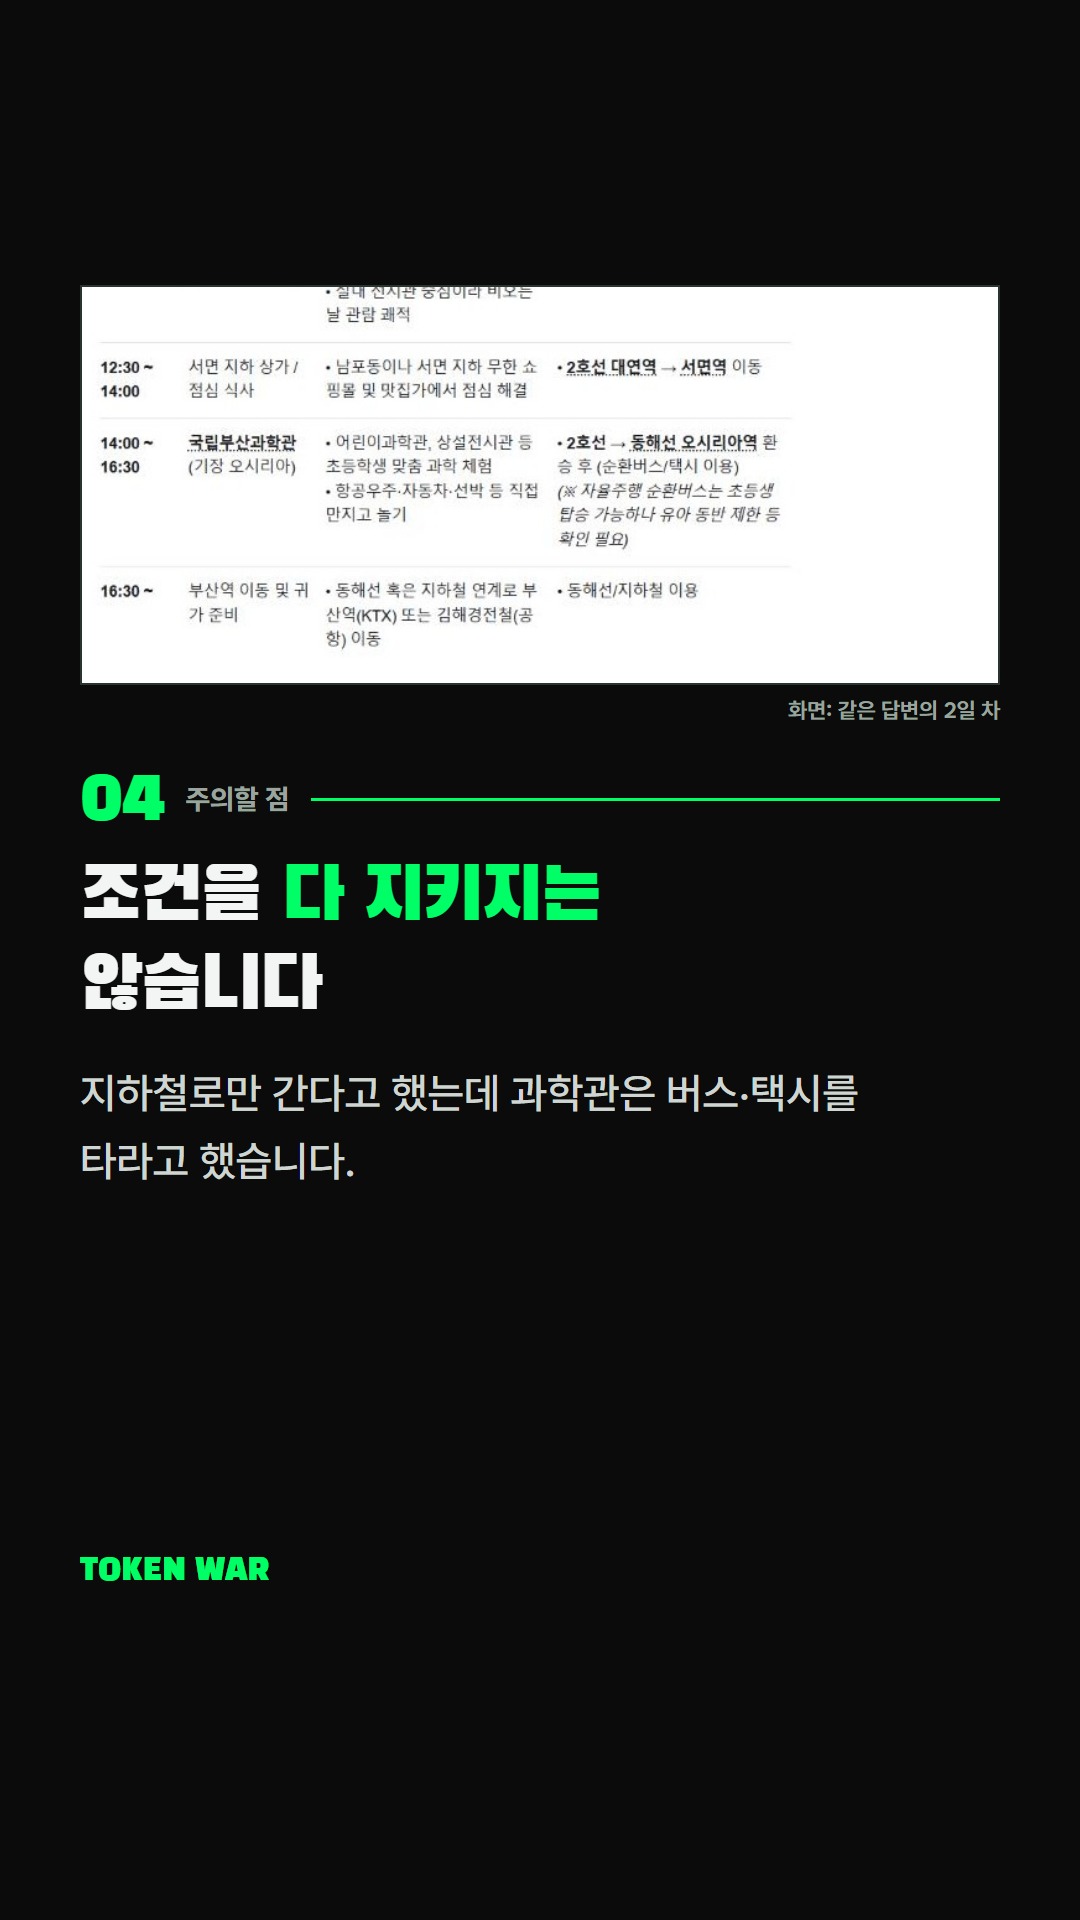 • 실내 전시관 중심이라 비오는
날 관람 쾌적
12:30 ~
14:00
서면 지하 상가 /
점심 식사
• 남포동이나 서면 지하 무한 쇼
핑몰 및 맛집가에서 점심 해결
• 2호선 대연역 → 서면역 이동
14:00 ~
16:30
국립부산과학관
(기장 오시리아)
• 어린이과학관, 상설전시관 등
초등학생 맞춤 과학 체험
• 항공우주·자동차·선박 등 직접
만지고 놀기
• 2호선 → 동해선 오시리아역 환
승 후 (순환버스/택시 이용)
(※ 자율주행 순환버스는 초등생
탑승 가능하나 유아 동반 제한 등
확인 필요)
16:30 ~
부산역 이동 및 귀
가 준비
• 동해선 혹은 지하철 연계로 부
산역(KTX) 또는 김해경전철(공
항) 이동
• 동해선/지하철 이용
화면: 같은 답변의 2일 차
04 주의할 점
조건을 다 지키지는
않습니다
지하철로만 간다고 했는데 과학관은 버스·택시를
타라고 했습니다.
TOKEN WAR